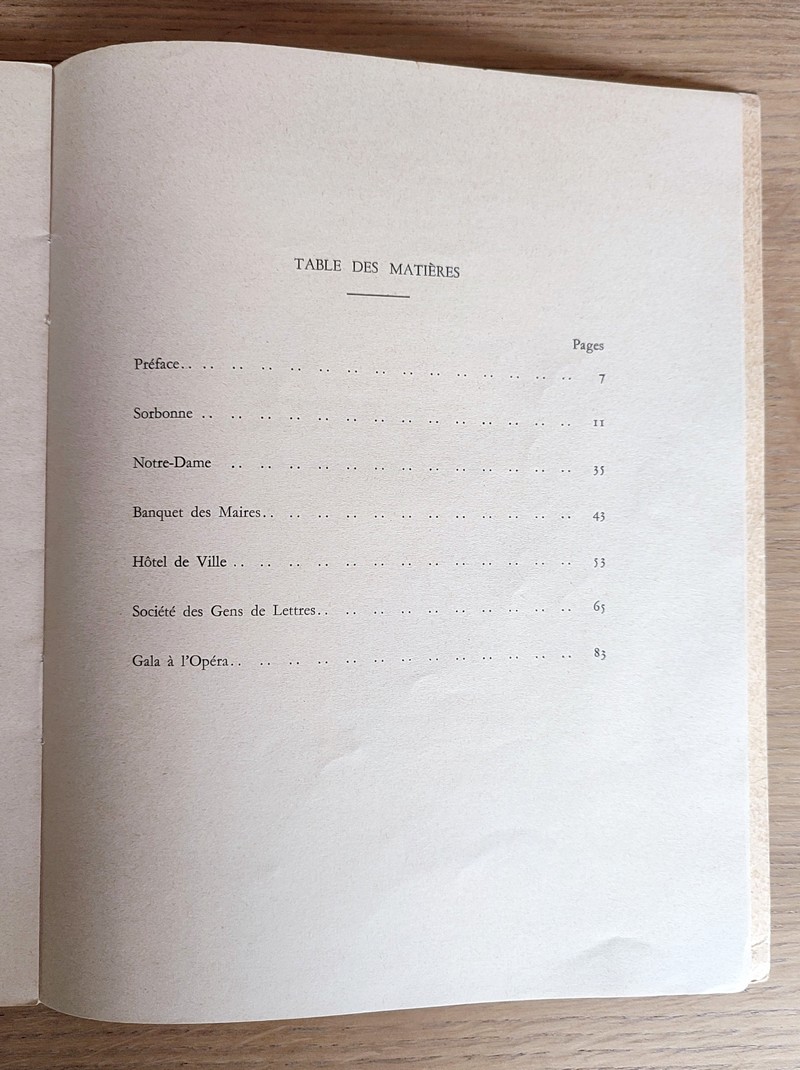 TABLE DES MATIÈRES
Pages
Préface.. .. .. .. .. .. .. .. .. .. .. .. .. .. 7
Sorbonne .. .. .. .. .. .. .. .. .. .. .. .. .. .. 11
Notre-Dame .. .. .. .. .. .. .. .. .. .. .. .. .. 35
Banquet des Maires.. .. .. .. .. .. .. .. .. .. .. .. 43
Hôtel de Ville .. .. .. .. .. .. .. .. .. .. .. .. .. 53
Société des Gens de Lettres.. .. .. .. .. .. .. .. .. .. 65
Gala à l'Opéra.. .. .. .. .. .. .. .. .. .. .. .. .. 83